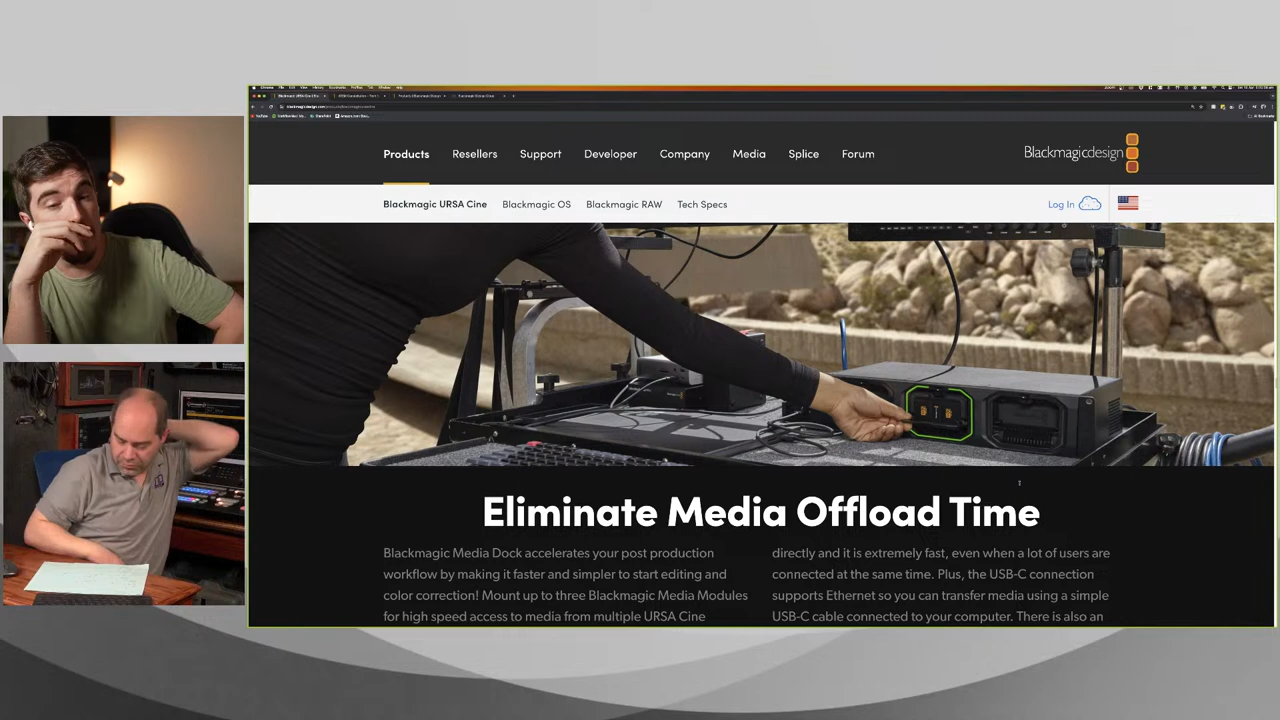 Products Resellers Support Developer Company Media Splice Forum
Blackmagicdesign
Blackmagic URSA Cine Blackmagic OS Blackmagic RAW Tech Specs
Log In
Eliminate Media Offload Time
Blackmagic Media Dock accelerates your post production
workflow by making it faster and simpler to start editing and
color correction! Mount up to three Blackmagic Media Modules
for high speed access to media from multiple URSA Cine
directly and it is extremely fast, even when a lot of users are
connected at the same time. Plus, the USB-C connection
supports Ethernet so you can transfer media using a simple
USB-C cable connected to your computer. There is also an